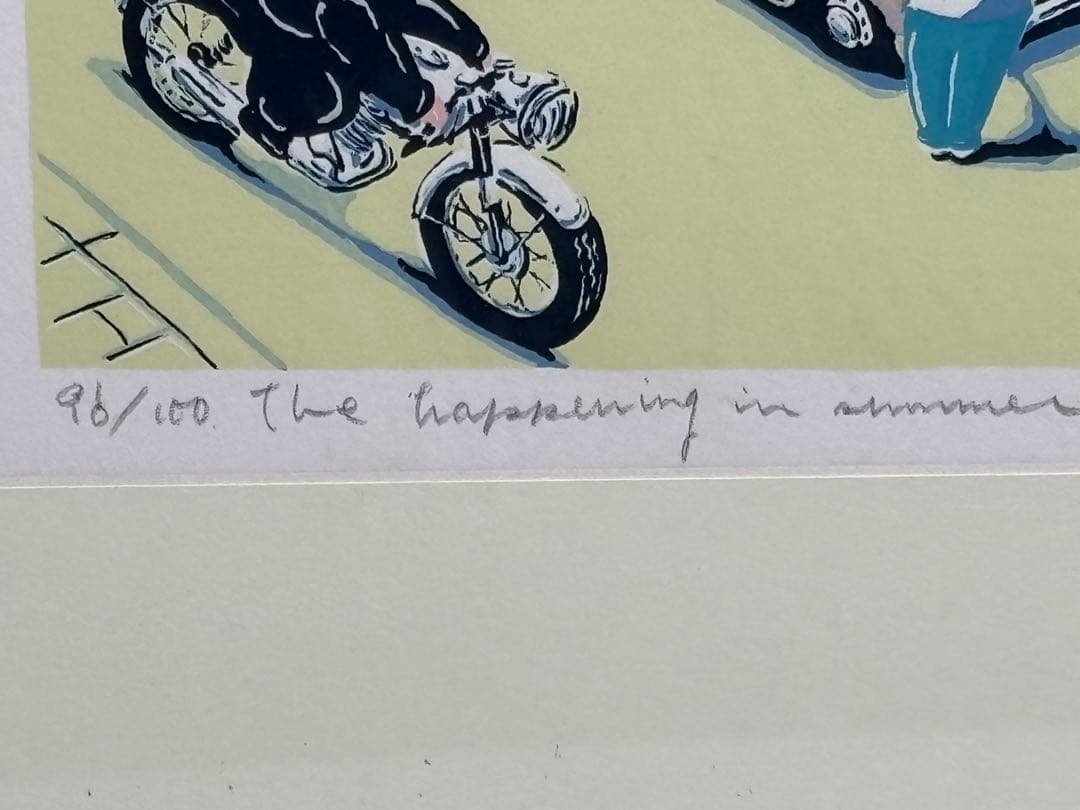 96/100. The happening in summer